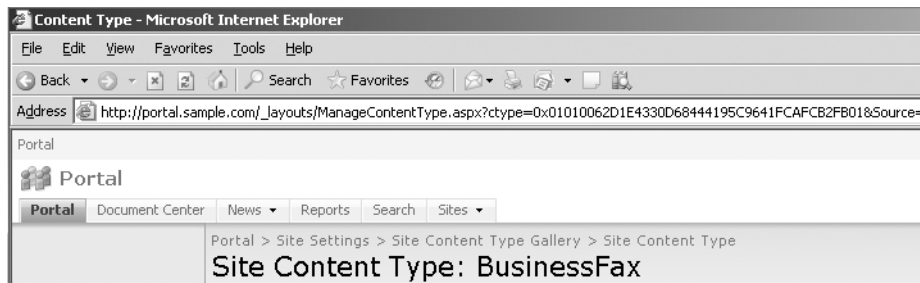 Content Type - Microsoft Internet Explorer
File Edit View Favorites Tools Help
Back Search Favorites
Address http://portal.sample.com/_layouts/ManageContentType.aspx?ctype=0x01010062D1E4330D68444195C9641FCAFCB2FB01&Source=
Portal
Portal
Portal Document Center News Reports Search Sites
Portal > Site Settings > Site Content Type Gallery > Site Content Type
Site Content Type: BusinessFax